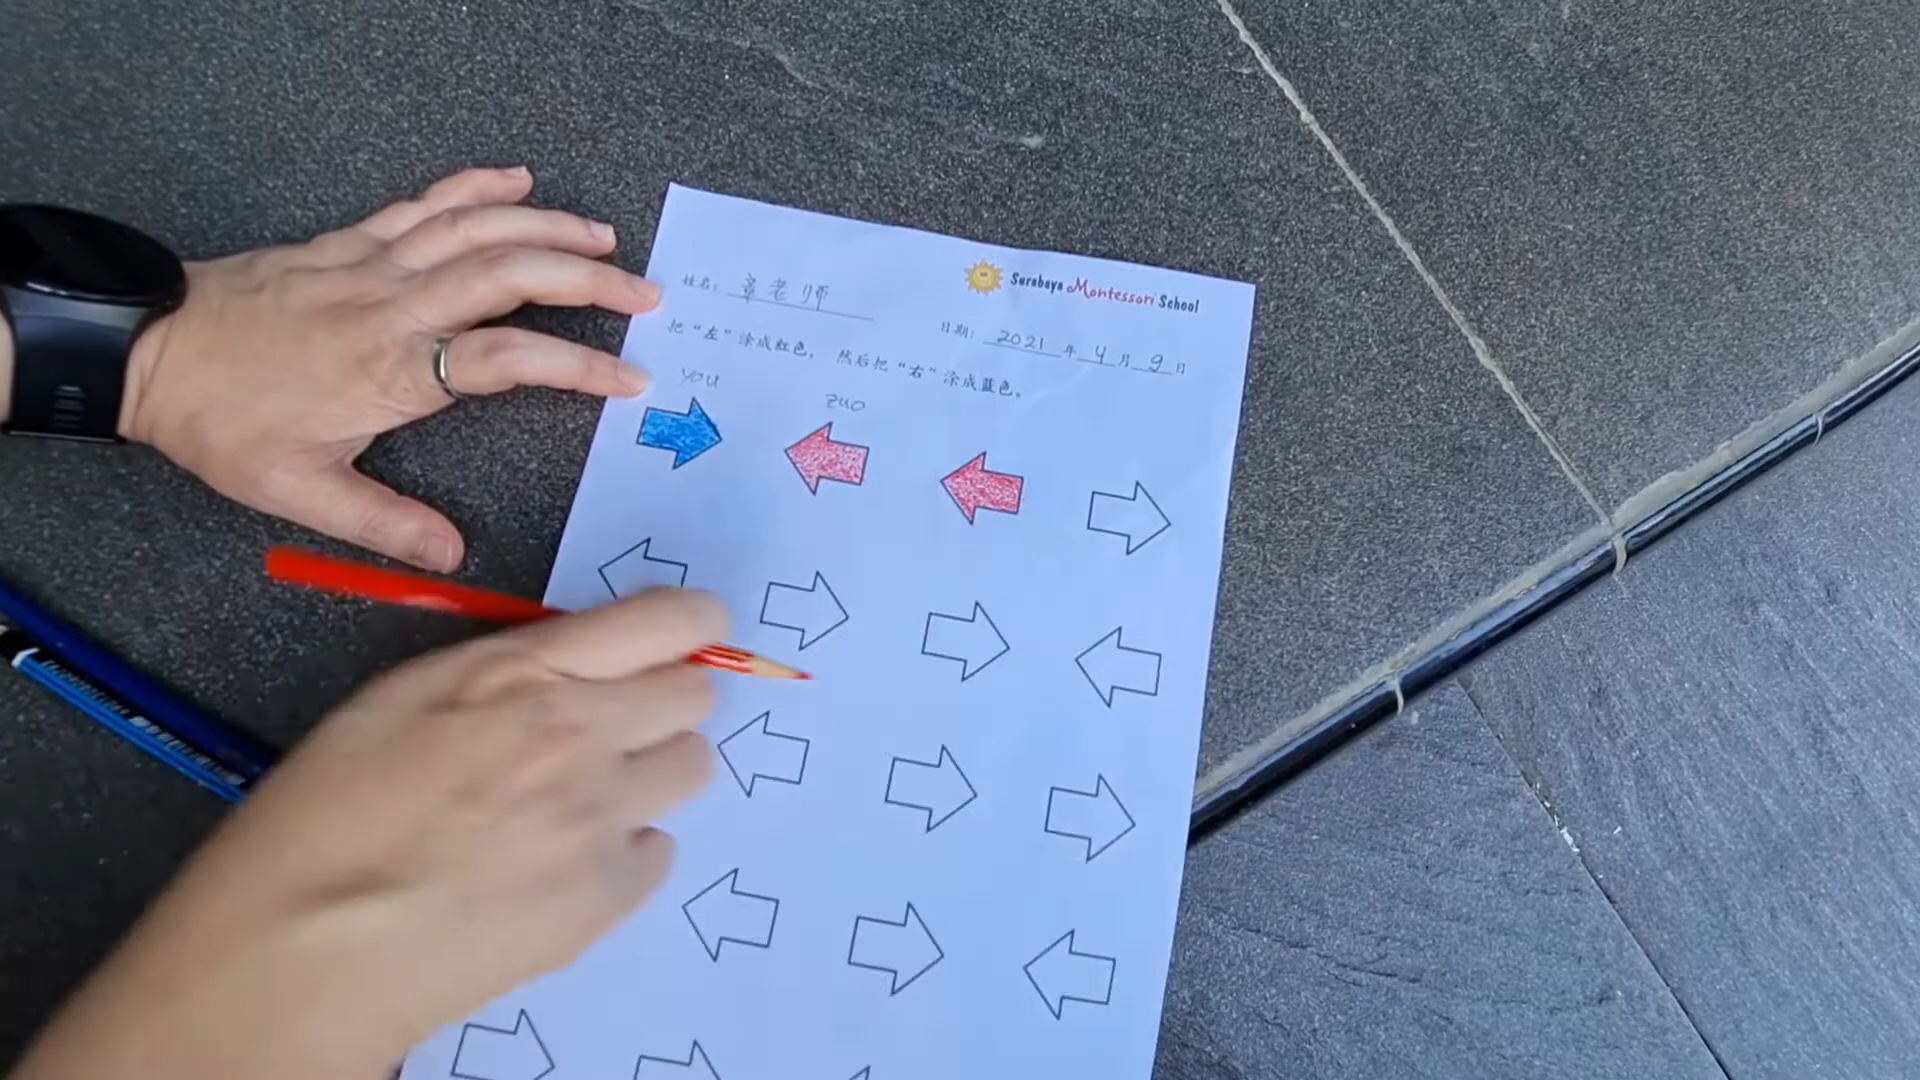 Surabaya Montessori School
姓名: 章老师
日期: 2021 年 4 月 9 日
把“左”涂成红色, 然后把“右”涂成蓝色。
you
zuo